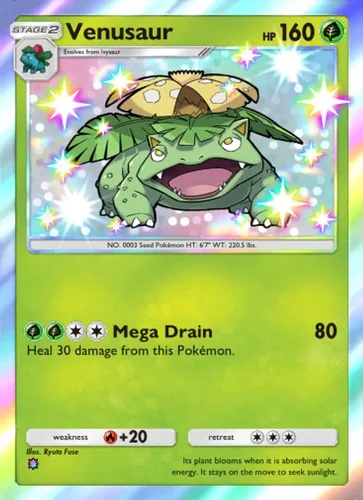 STAGE 2
Venusaur
HP 160
Evolves from Ivysaur
NO. 0003 Seed Pokémon HT: 6'7" WT: 220.5 lbs.
Mega Drain 80
Heal 30 damage from this Pokémon.
weakness +20 retreat
Illus. Ryuta Fuse
Its plant blooms when it is absorbing solar
energy. It stays on the move to seek sunlight.